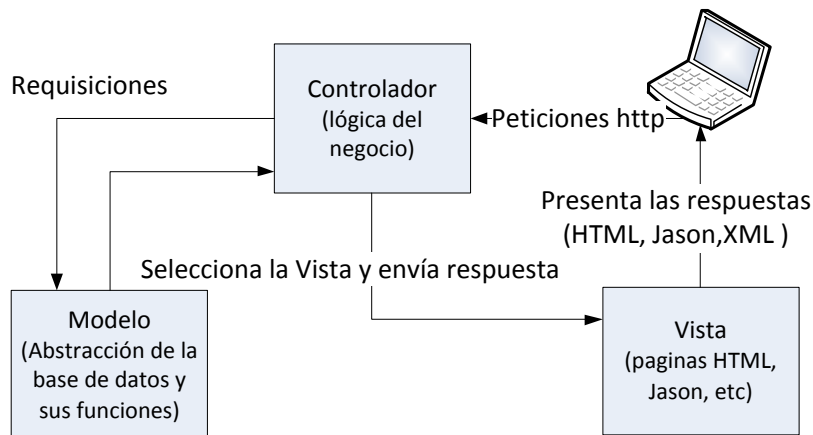 Requisiciones
Controlador
(lógica del
negocio)
Peticiones http
Presenta las respuestas
(HTML, Jason,XML )
Selecciona la Vista y envía respuesta
Modelo
(Abstracción de la
base de datos y
sus funciones)
Vista
(paginas HTML,
Jason, etc)